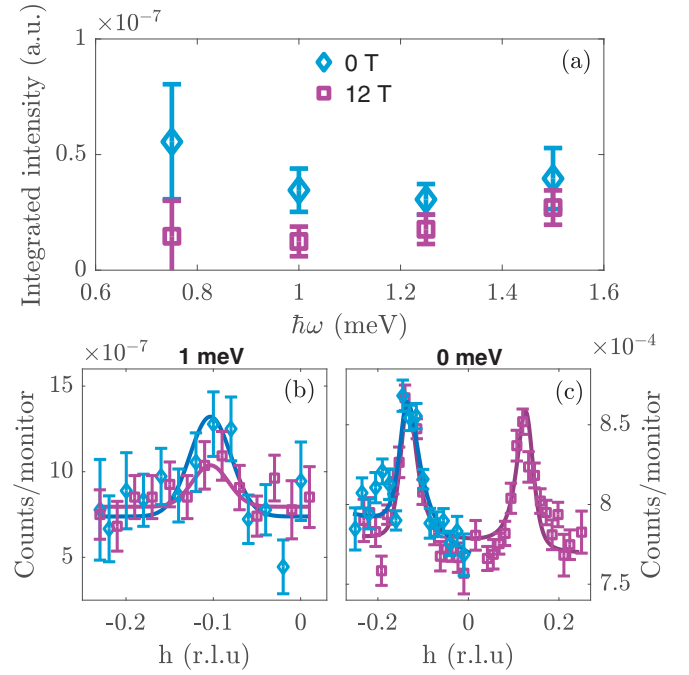 ×10⁻⁷
Integrated intensity (a.u.)
1
0.5
0
(a)
0 T
12 T
0.6
0.8
1
1.2
1.4
1.6
ℏω (meV)
×10⁻⁷
1 meV
(b)
Counts/monitor
15
10
5
-0.2
-0.1
0
h (r.l.u)
0 meV
×10⁻⁴
(c)
8.5
8
7.5
Counts/monitor
-0.2
0
0.2
h (r.l.u)